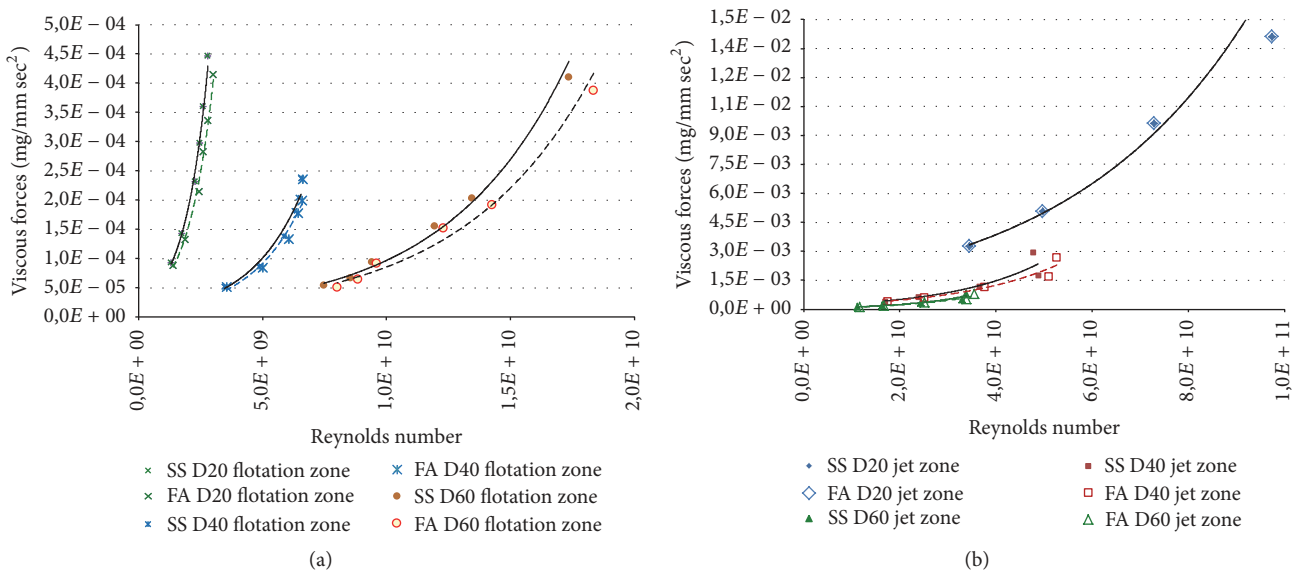 5,0E − 04
4,5E − 04
4,0E − 04
3,5E − 04
3,0E − 04
2,5E − 04
2,0E − 04
1,5E − 04
1,0E − 04
5,0E − 05
0,0E + 00
Viscous forces (mg/mm sec²)
0,0E + 00
5,0E + 09
1,0E + 10
1,5E + 10
2,0E + 10
Reynolds number
SS D20 flotation zone
FA D20 flotation zone
SS D40 flotation zone
FA D40 flotation zone
SS D60 flotation zone
FA D60 flotation zone
(a)
1,5E − 02
1,4E − 02
1,2E − 02
1,1E − 02
9,0E − 03
7,5E − 03
6,0E − 03
4,5E − 03
3,0E − 03
1,5E − 03
0,0E + 00
Viscous forces (mg/mm sec²)
0,0E + 00
2,0E + 10
4,0E + 10
6,0E + 10
8,0E + 10
1,0E + 11
Reynolds number
SS D20 jet zone
FA D20 jet zone
SS D60 jet zone
SS D40 jet zone
FA D40 jet zone
FA D60 jet zone
(b)